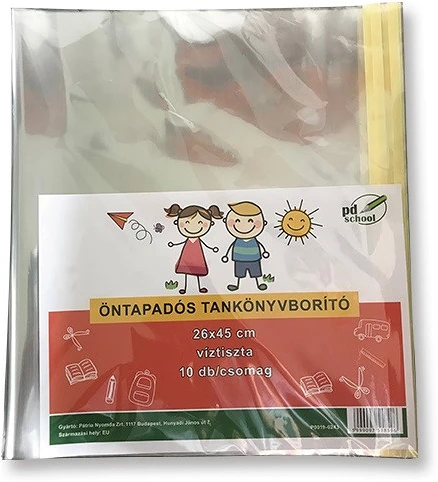 pd
school
ÖNTAPADÓS TANKÖNYVBORÍTÓ
26x45 cm
víztiszta
10 db/csomag
Gyártó: Pátria Nyomda Zrt. 1117 Budapest, Hunyadi János út 7.
Származási hely: EU